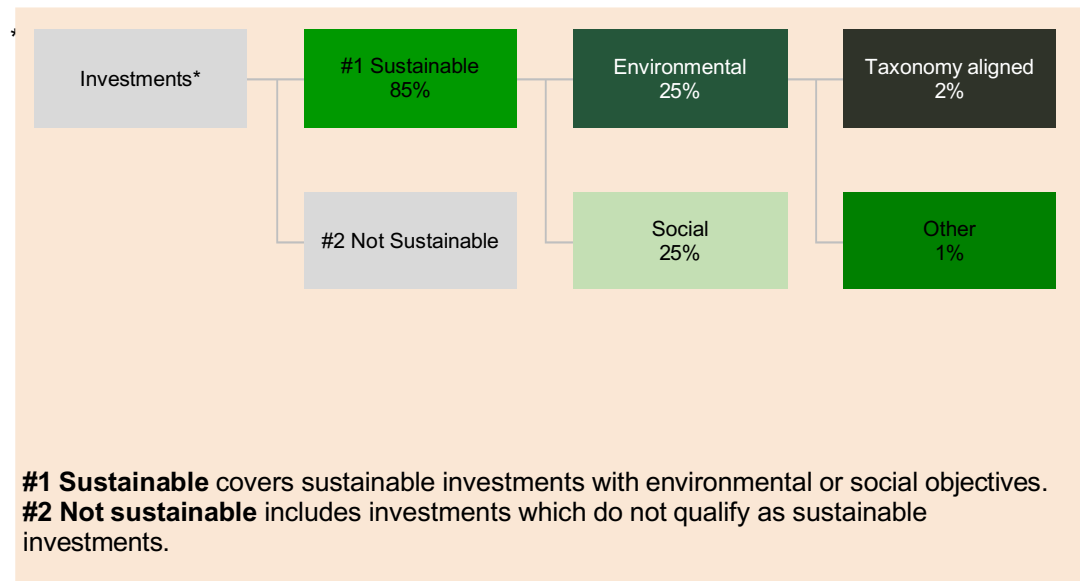 *
Investments*
#1 Sustainable
85%
Environmental
25%
Taxonomy aligned
2%
#2 Not Sustainable
Social
25%
Other
1%
#1 Sustainable covers sustainable investments with environmental or social objectives.
#2 Not sustainable includes investments which do not qualify as sustainable
investments.